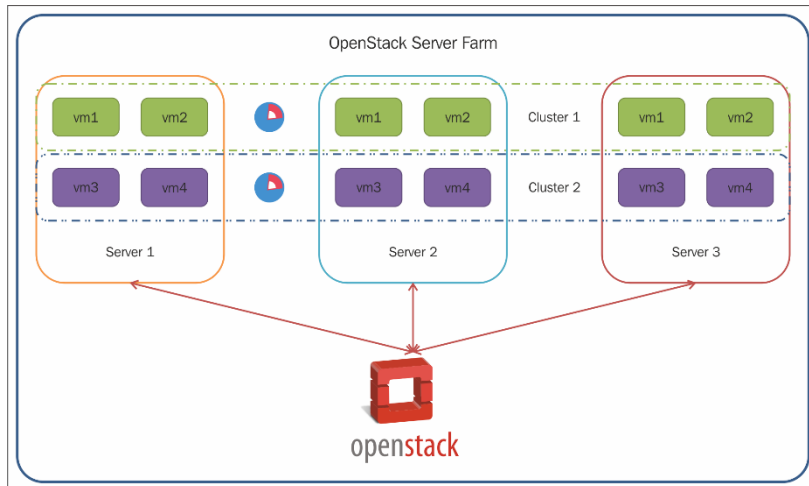 OpenStack Server Farm
vm1 vm2 vm1 vm2 Cluster 1 vm1 vm2
vm3 vm4 vm3 vm4 Cluster 2 vm3 vm4
Server 1 Server 2 Server 3
openstack